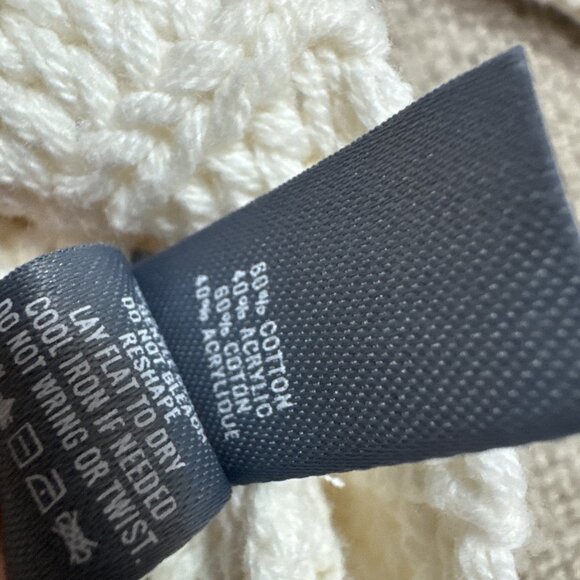 60% COTTON
40% ACRYLIC
60% COTON
40% ACRYLIQUE
DO NOT BLEACH
RESHAPE
LAY FLAT TO DRY
COOL IRON IF NEEDED
DO NOT WRING OR TWIST.